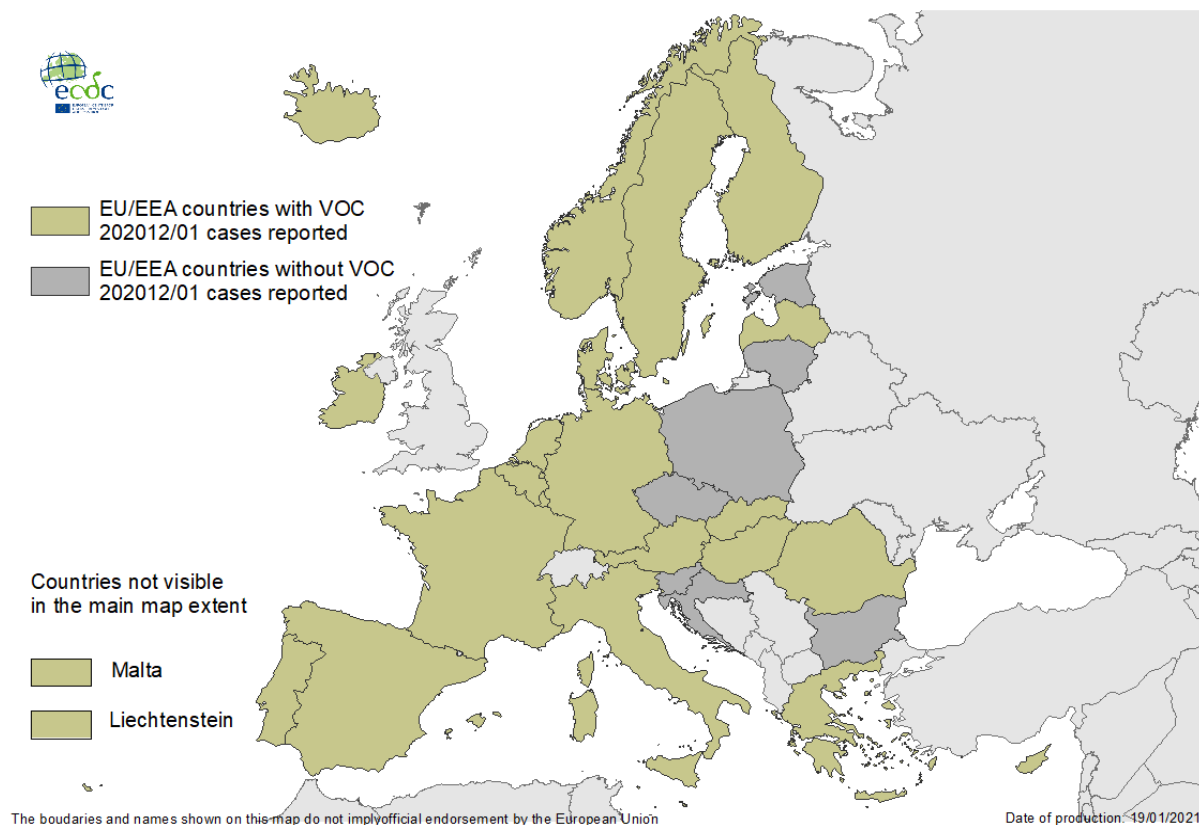 ecdc
EU/EEA countries with VOC
202012/01 cases reported
EU/EEA countries without VOC
202012/01 cases reported
Countries not visible
in the main map extent
Malta
Liechtenstein
The boudaries and names shown on this map do not implyofficial endorsement by the European Union
Date of production: 19/01/2021